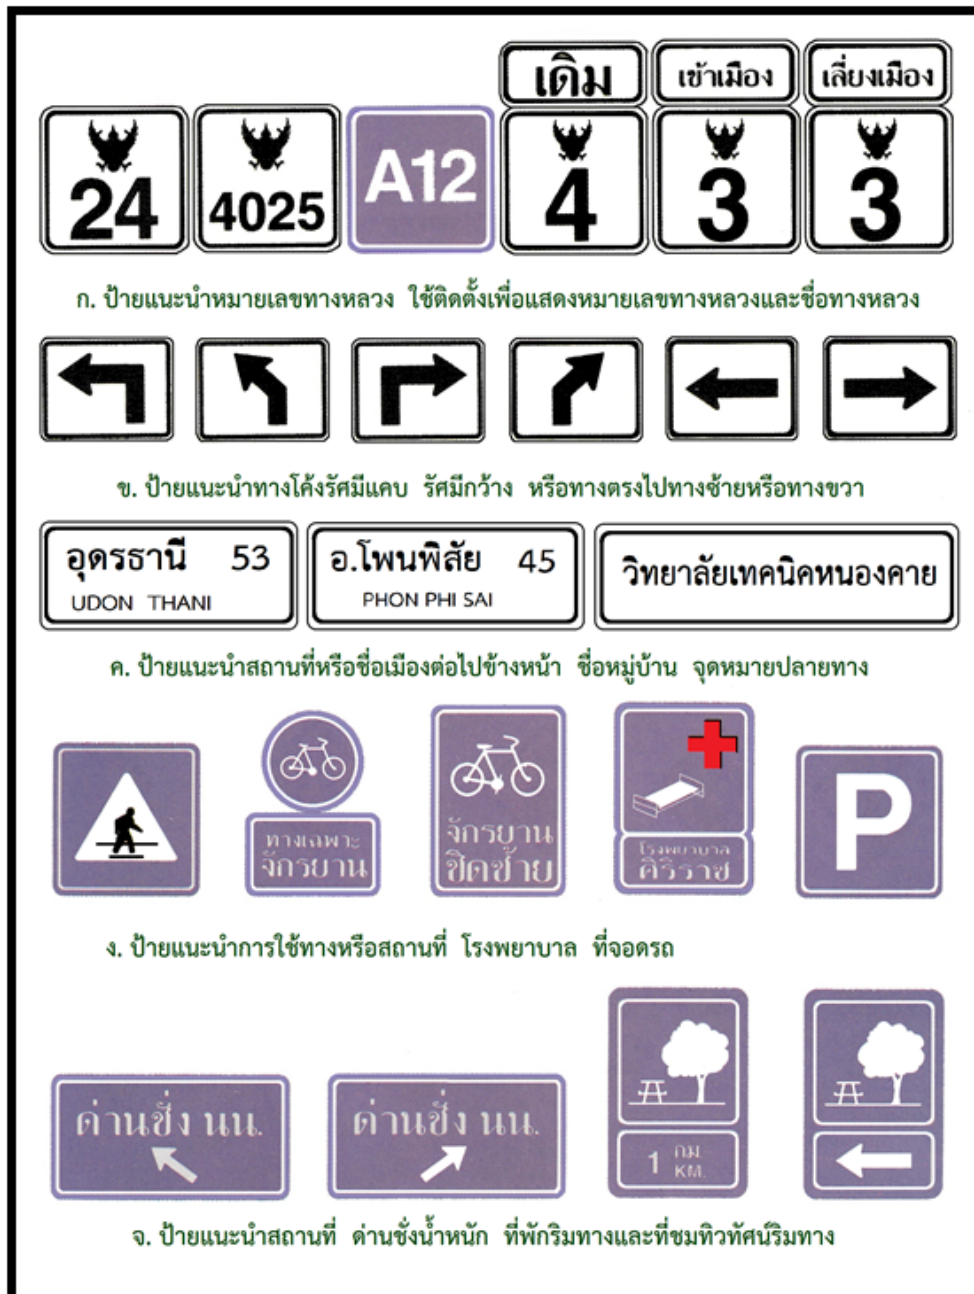 เดิม เข้าเมือง เลี่ยงเมือง
24 4025 A12 4 3 3
ก. ป้ายแนะนำหมายเลขทางหลวง ใช้ติดตั้งเพื่อแสดงหมายเลขทางหลวงและชื่อทางหลวง
ข. ป้ายแนะนำทางโค้งรัศมีแคบ รัศมีกว้าง หรือทางตรงไปทางซ้ายหรือทางขวา
อุดรธานี 53
UDON THANI
อ.โพนพิสัย 45
PHON PHI SAI
วิทยาลัยเทคนิคหนองคาย
ค. ป้ายแนะนำสถานที่หรือชื่อเมืองต่อไปข้างหน้า ชื่อหมู่บ้าน จุดหมายปลายทาง
ทางเฉพาะ
จักรยาน
จักรยาน
ชิดซ้าย
โรงพยาบาล
ศิริราช
P
ง. ป้ายแนะนำการใช้ทางหรือสถานที่ โรงพยาบาล ที่จอดรถ
ด่านชั่ง นน.
ด่านชั่ง นน.
1 กม.
KM.
จ. ป้ายแนะนำสถานที่ ด่านชั่งน้ำหนัก ที่พักริมทางและที่ชมทิวทัศน์ริมทาง